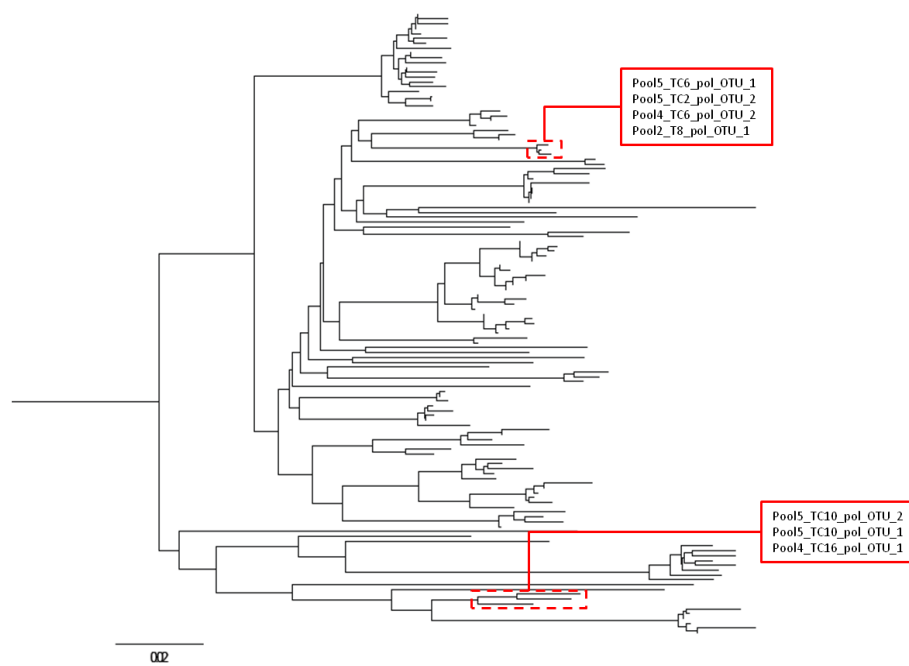 Pool5_TC6_pol_OTU_1
Pool5_TC2_pol_OTU_2
Pool4_TC6_pol_OTU_2
Pool2_T8_pol_OTU_1
Pool5_TC10_pol_OTU_2
Pool5_TC10_pol_OTU_1
Pool4_TC16_pol_OTU_1
0.02